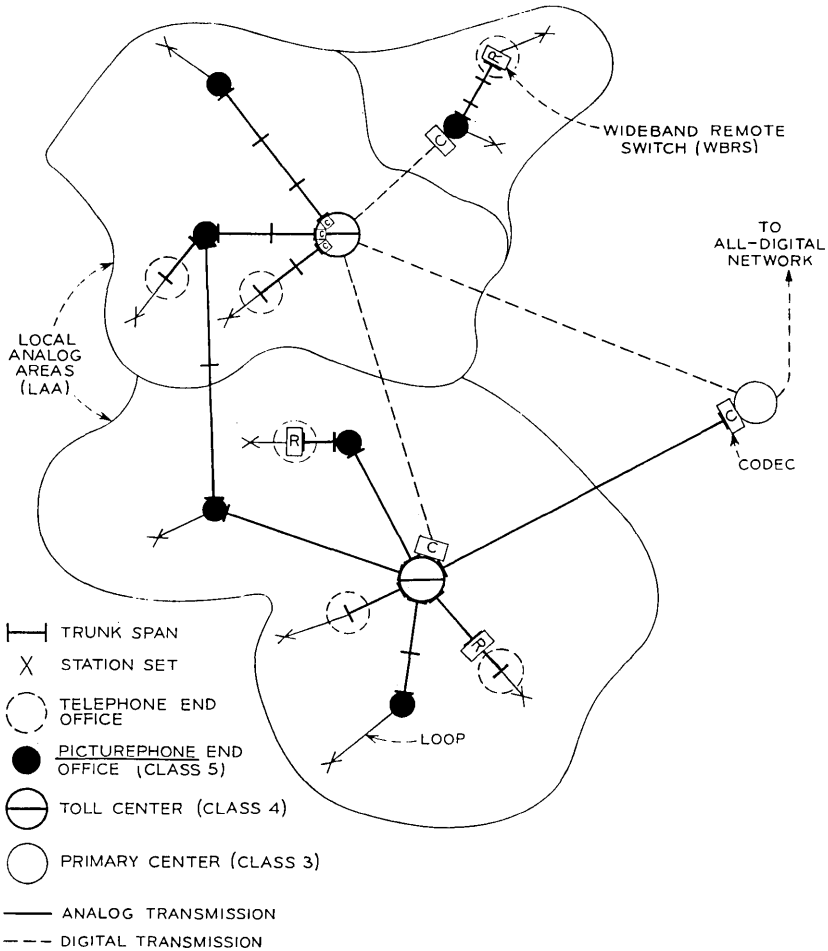 R
C
WIDEBAND REMOTE
SWITCH (WBRS)
C
C
C
TO
ALL-DIGITAL
NETWORK
LOCAL
ANALOG
AREAS
(LAA)
C
CODEC
R
C
R
LOOP
TRUNK SPAN
STATION SET
TELEPHONE END
OFFICE
PICTUREPHONE END
OFFICE (CLASS 5)
TOLL CENTER (CLASS 4)
PRIMARY CENTER (CLASS 3)
ANALOG TRANSMISSION
DIGITAL TRANSMISSION